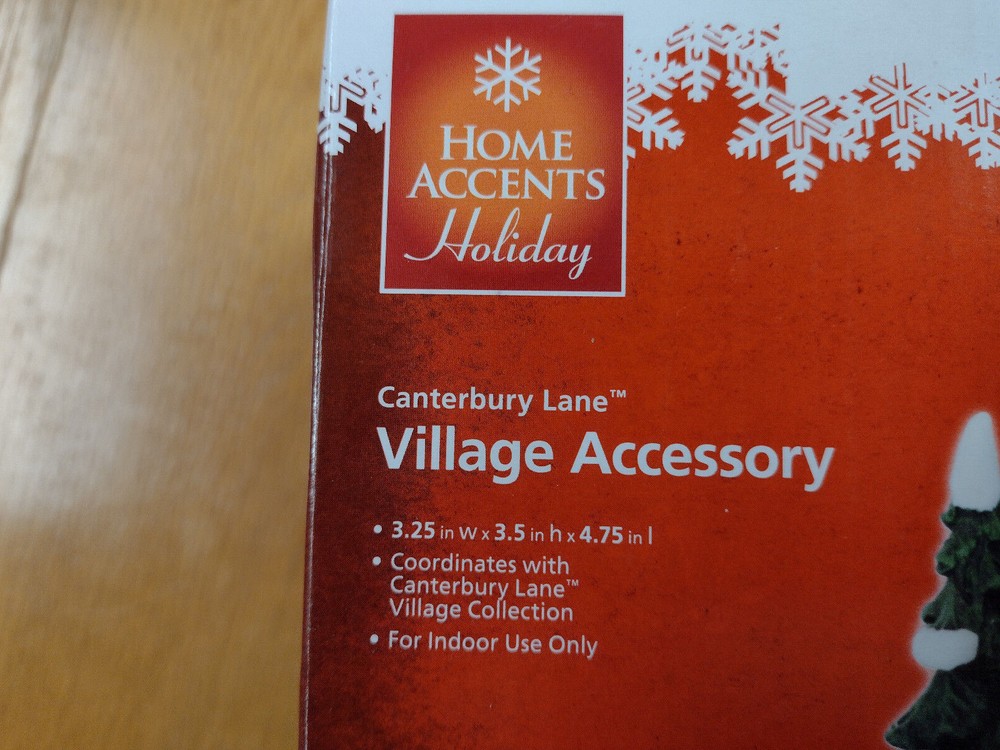 HOME
ACCENTS
Holiday
Canterbury Lane™
Village Accessory
• 3.25 in w x 3.5 in h x 4.75 in l
• Coordinates with
Canterbury Lane™
Village Collection
• For Indoor Use Only